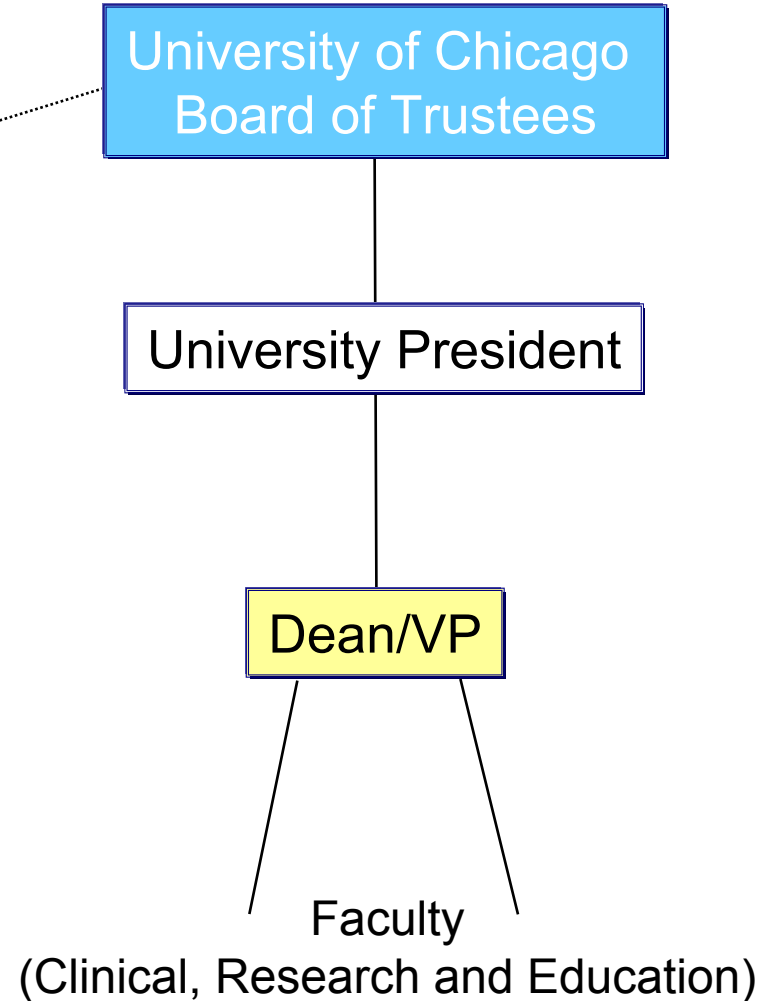 University of Chicago
Board of Trustees
University President
Dean/VP
Faculty
(Clinical, Research and Education)